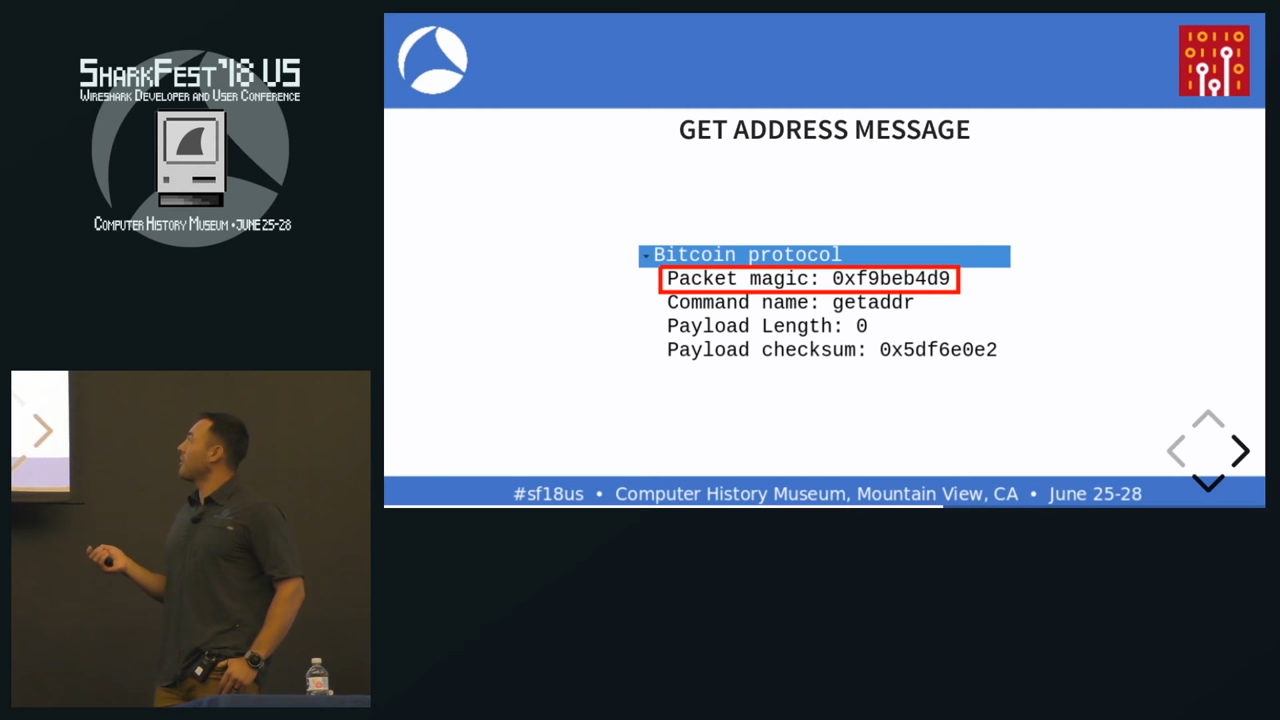 SharkFest'18 US
Wireshark Developer and User Conference
Computer History Museum • June 25-28
GET ADDRESS MESSAGE
Bitcoin protocol
Packet magic: 0xf9beb4d9
Command name: getaddr
Payload Length: 0
Payload checksum: 0x5df6e0e2
#sf18us • Computer History Museum, Mountain View, CA • June 25-28